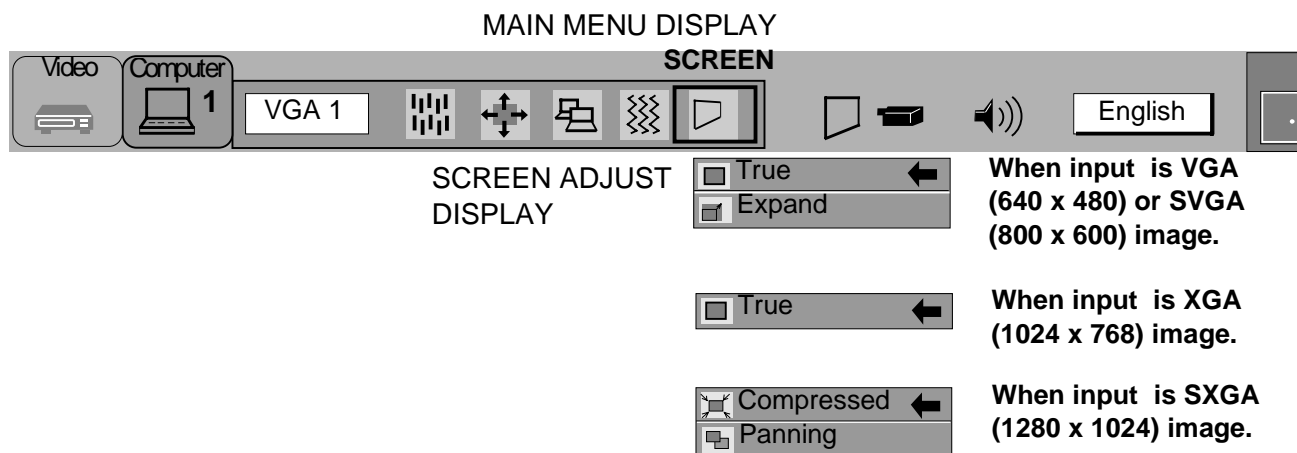 MAIN MENU DISPLAY
SCREEN
Video
Computer
1
VGA 1
English
SCREEN ADJUST
DISPLAY
True
Expand
When input is VGA
(640 x 480) or SVGA
(800 x 600) image.
True
When input is XGA
(1024 x 768) image.
Compressed
Panning
When input is SXGA
(1280 x 1024) image.